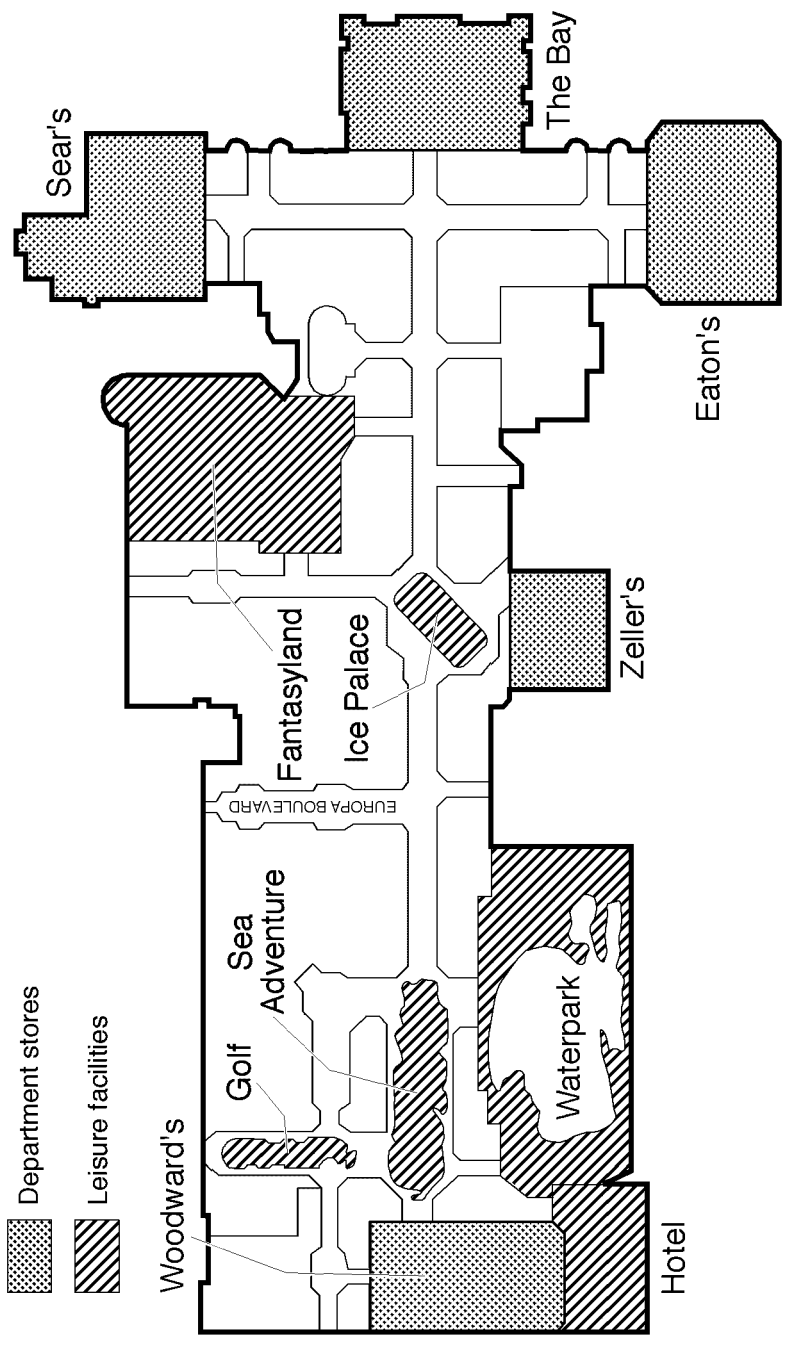 Department stores
Leisure facilities
Sear's
Woodward's
Golf
Sea
Adventure
Fantasyland
EUROPA BOULEVARD
Ice Palace
The Bay
Waterpark
Zeller's
Hotel
Eaton's